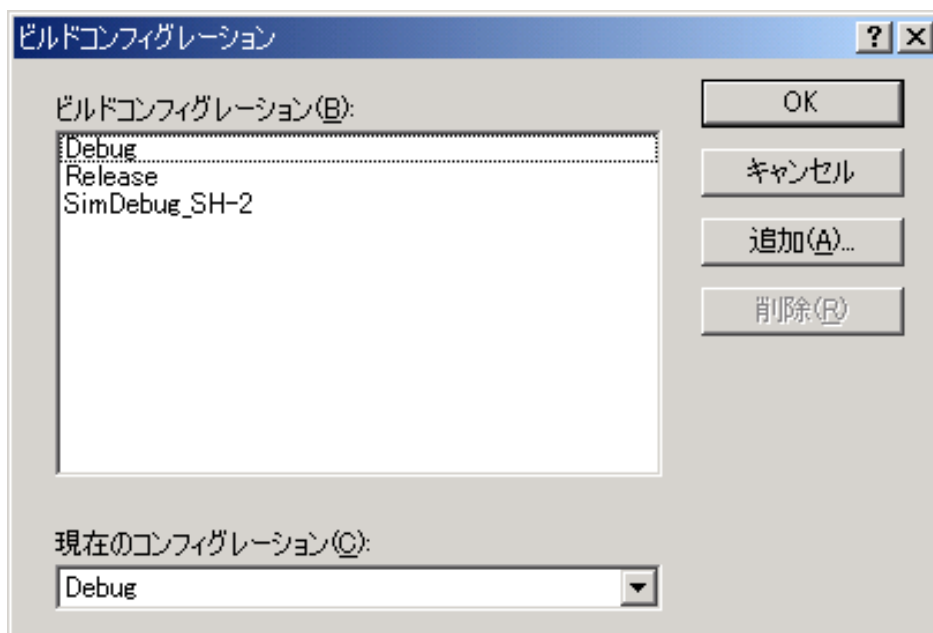 ビルドコンフィグレーション
ビルドコンフィグレーション(B):
Debug
Release
SimDebug_SH-2
OK
キャンセル
追加(A)...
削除(R)
現在のコンフィグレーション(C):
Debug